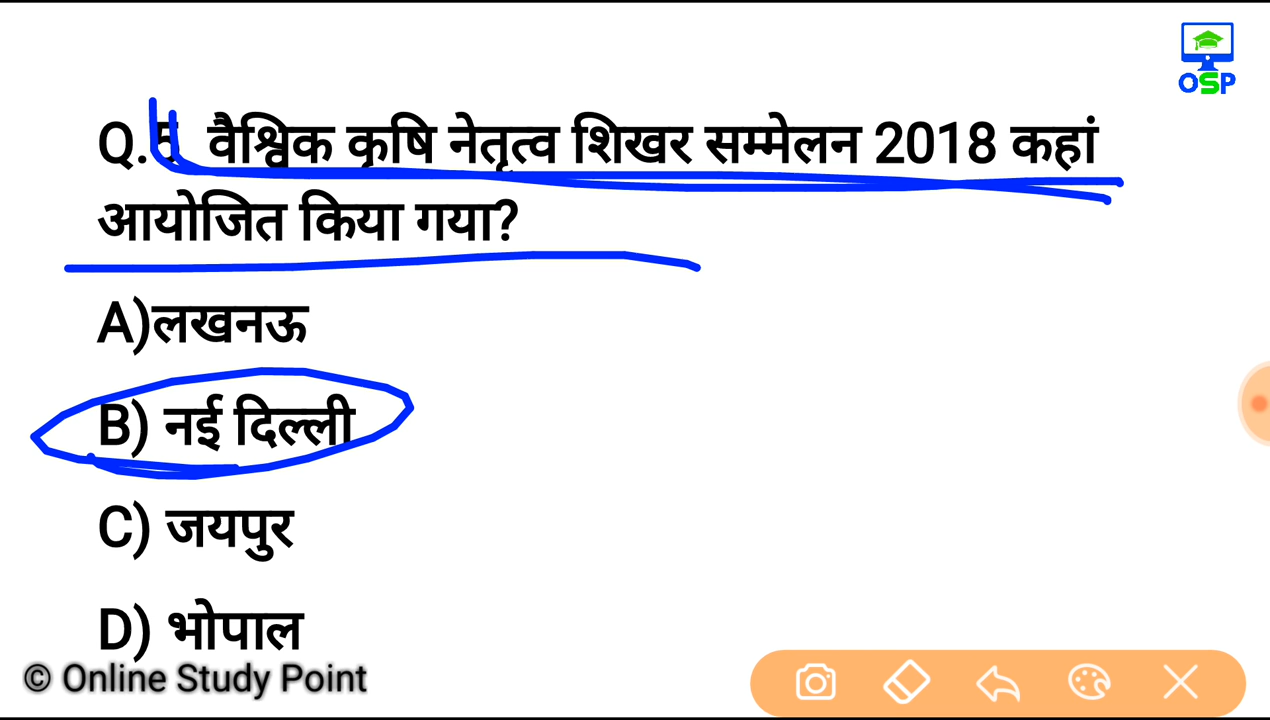 OSP
Q.5 वैश्विक कृषि नेतृत्व शिखर सम्मेलन 2018 कहां
आयोजित किया गया?
A)लखनऊ
B) नई दिल्ली
C) जयपुर
D) भोपाल
© Online Study Point